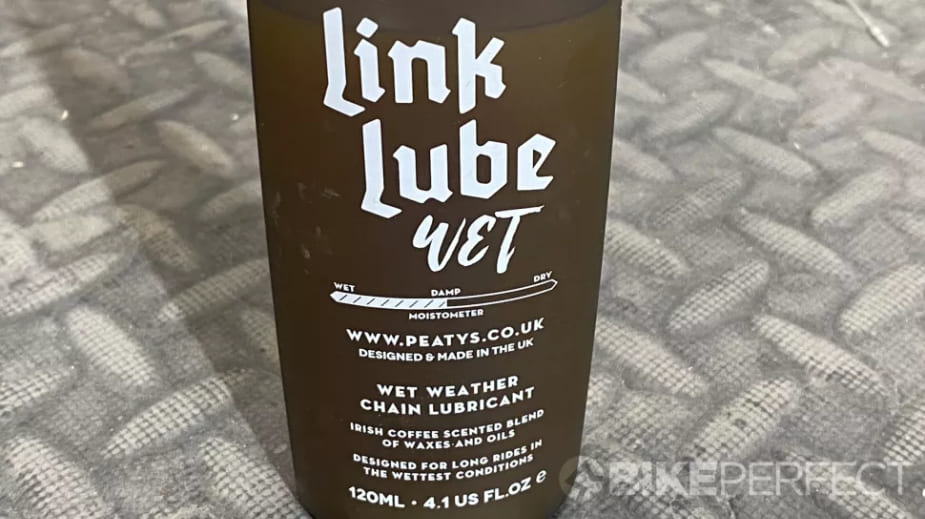 Link
Lube
WET
WET DAMP DRY
MOISTOMETER
WWW.PEATYS.CO.UK
DESIGNED & MADE IN THE UK
WET WEATHER
CHAIN LUBRICANT
IRISH COFFEE SCENTED BLEND
OF WAXES AND OILS
DESIGNED FOR LONG RIDES IN
THE WETTEST CONDITIONS
120ML • 4.1 US FL.OZ e
BIKEPERFECT